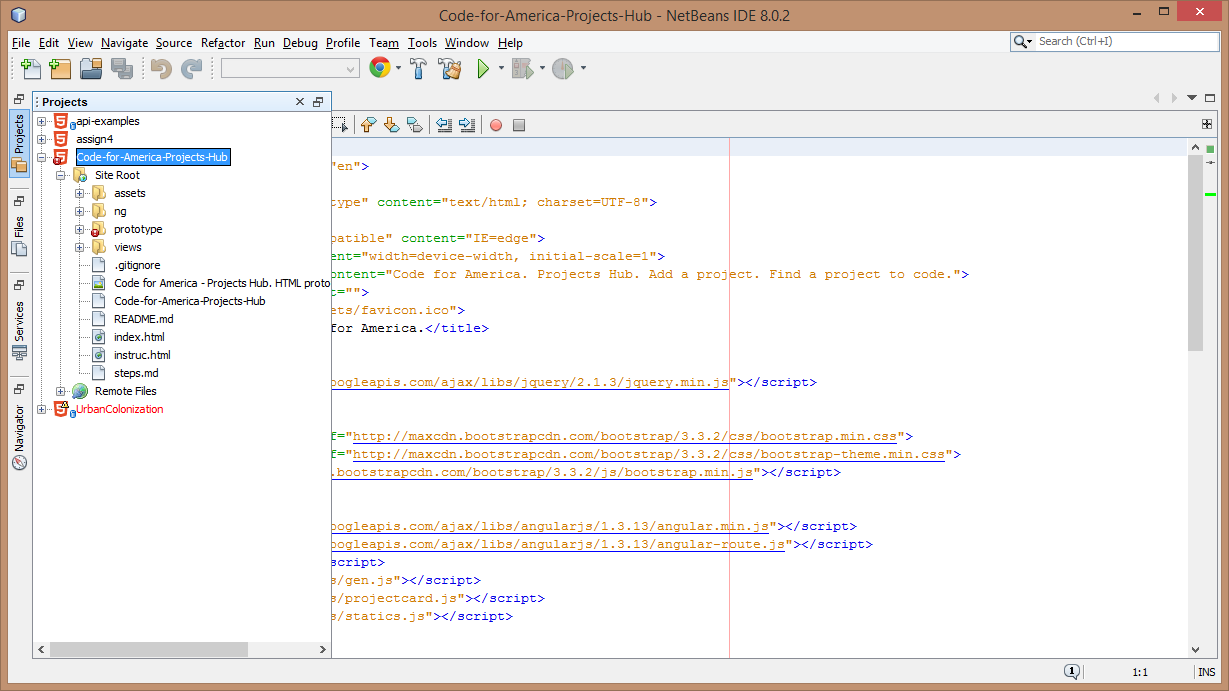 Code-for-America-Projects-Hub - NetBeans IDE 8.0.2
File Edit View Navigate Source Refactor Run Debug Profile Team Tools Window Help
Search (Ctrl+I)
Projects
Files
Services
Navigator
Projects
api-examples
assign4
Code-for-America-Projects-Hub
Site Root
assets
ng
prototype
views
.gitignore
Code for America - Projects Hub. HTML proto
Code-for-America-Projects-Hub
README.md
index.html
instruc.html
steps.md
Remote Files
UrbanColonization
"en">
type" content="text/html; charset=UTF-8">
patible" content="IE=edge">
ent="width=device-width, initial-scale=1">
ontent="Code for America. Projects Hub. Add a project. Find a project to code.">
t="">
ets/favicon.ico">
for America.</title>
oogleapis.com/ajax/libs/jquery/2.1.3/jquery.min.js"></script>
f="http://maxcdn.bootstrapcdn.com/bootstrap/3.3.2/css/bootstrap.min.css">
f="http://maxcdn.bootstrapcdn.com/bootstrap/3.3.2/css/bootstrap-theme.min.css">
.bootstrapcdn.com/bootstrap/3.3.2/js/bootstrap.min.js"></script>
oogleapis.com/ajax/libs/angularjs/1.3.13/angular.min.js"></script>
oogleapis.com/ajax/libs/angularjs/1.3.13/angular-route.js"></script>
script>
s/gen.js"></script>
s/projectcard.js"></script>
s/statics.js"></script>
1
1:1
INS